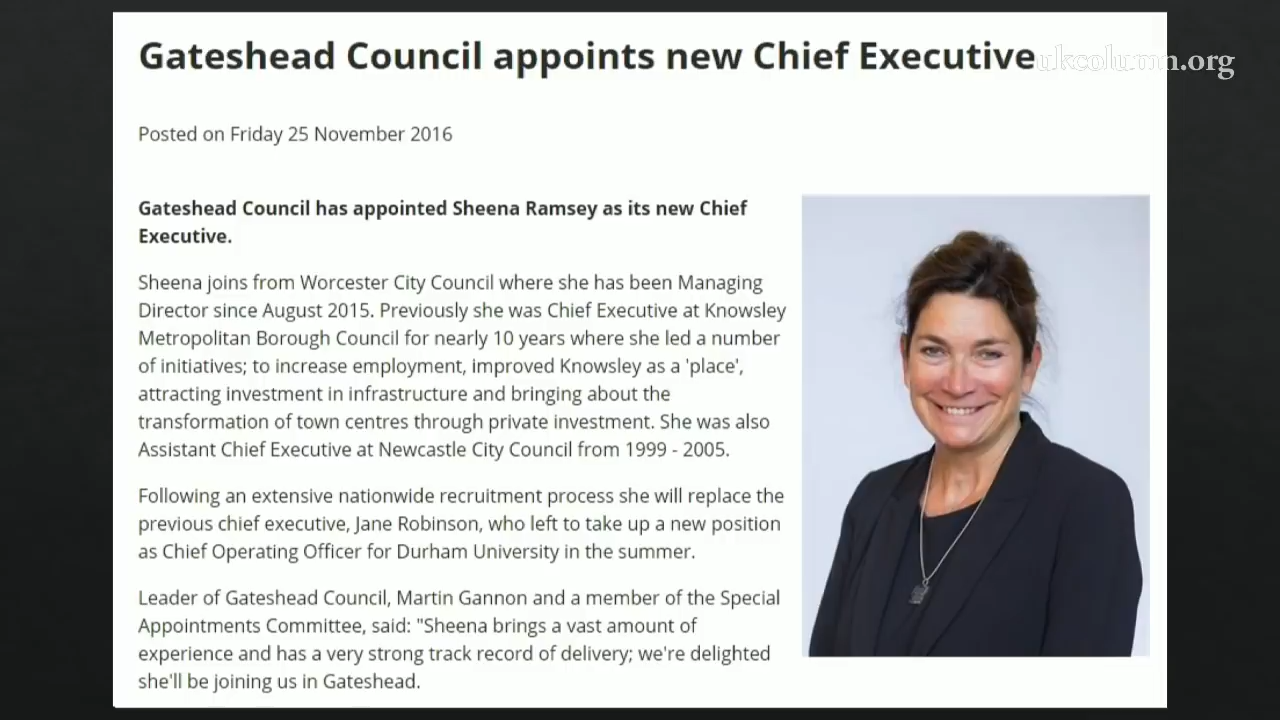 Gateshead Council appoints new Chief Executive
ukcolumn.org
Posted on Friday 25 November 2016
Gateshead Council has appointed Sheena Ramsey as its new Chief
Executive.
Sheena joins from Worcester City Council where she has been Managing
Director since August 2015. Previously she was Chief Executive at Knowsley
Metropolitan Borough Council for nearly 10 years where she led a number
of initiatives; to increase employment, improved Knowsley as a 'place',
attracting investment in infrastructure and bringing about the
transformation of town centres through private investment. She was also
Assistant Chief Executive at Newcastle City Council from 1999 - 2005.
Following an extensive nationwide recruitment process she will replace the
previous chief executive, Jane Robinson, who left to take up a new position
as Chief Operating Officer for Durham University in the summer.
Leader of Gateshead Council, Martin Gannon and a member of the Special
Appointments Committee, said: "Sheena brings a vast amount of
experience and has a very strong track record of delivery; we're delighted
she'll be joining us in Gateshead.